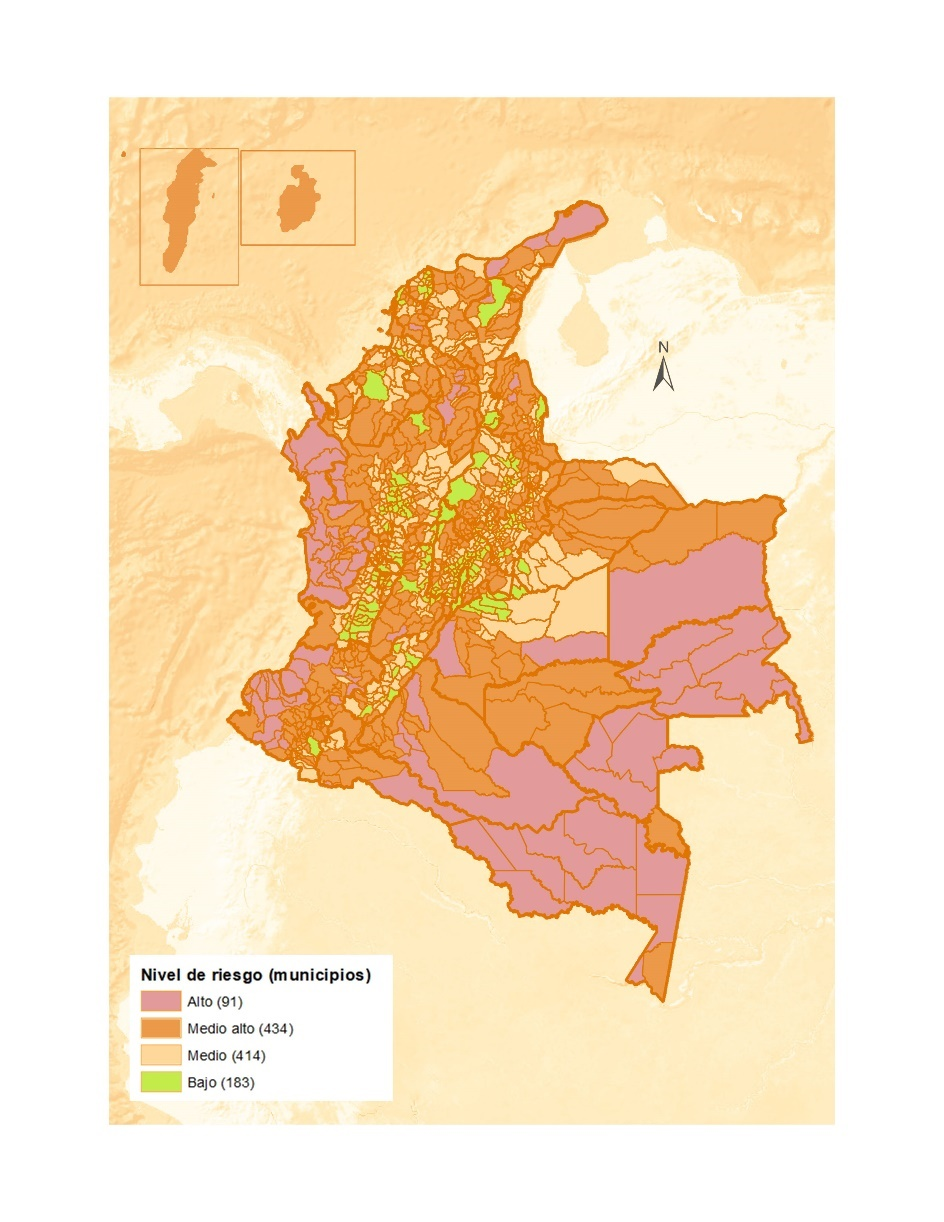 N
Nivel de riesgo (municipios)
Alto (91)
Medio alto (434)
Medio (414)
Bajo (183)